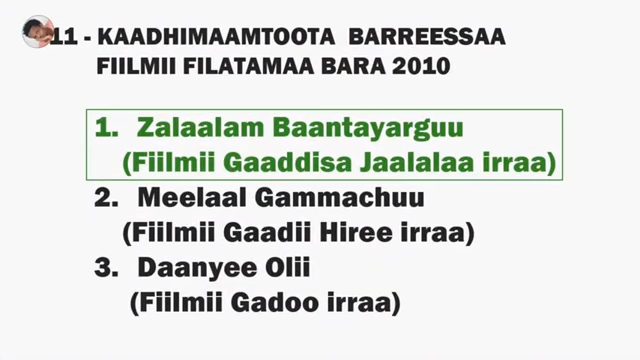 11 - KAADHIMAAMTOOTA BARREESSAA
FIILMII FILATAMAA BARA 2010
1. Zalaalam Baantayarguu
(Fiilmii Gaaddisa Jaalalaa irraa)
2. Meelaal Gammachuu
(Fiilmii Gaadii Hiree irraa)
3. Daanyee Olii
(Fiilmii Gadoo irraa)